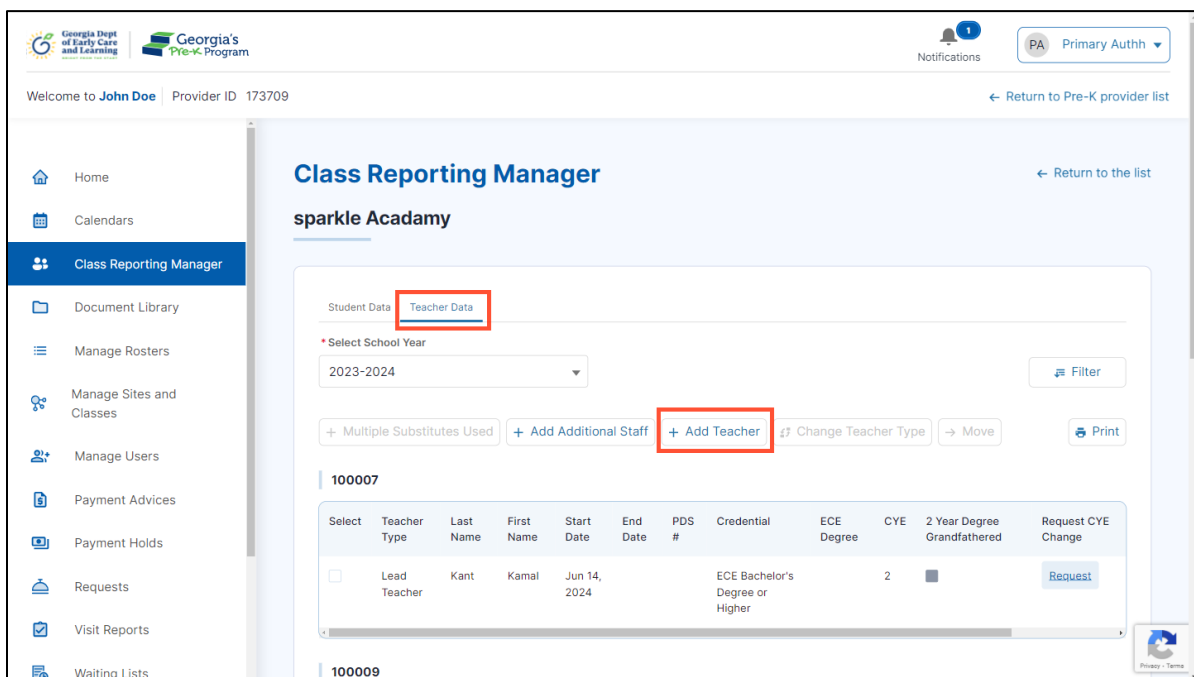 Georgia Dept
of Early Care
and Learning
Georgia's
Pre-K Program
1
Notifications
PA Primary Authh
Welcome to John Doe Provider ID 173709
← Return to Pre-K provider list
Home
Calendars
Class Reporting Manager
Document Library
Manage Rosters
Manage Sites and
Classes
Manage Users
Payment Advices
Payment Holds
Requests
Visit Reports
Waiting Lists
Class Reporting Manager
← Return to the list
sparkle Acadamy
Student Data Teacher Data
*Select School Year
2023-2024
Filter
+ Multiple Substitutes Used + Add Additional Staff + Add Teacher Change Teacher Type → Move Print
100007
Select Teacher Type Last Name First Name Start Date End Date PDS # Credential ECE Degree CYE 2 Year Degree Grandfathered Request CYE Change
Lead Teacher Kant Kamal Jun 14, 2024 ECE Bachelor's Degree or Higher 2 Request
100009
Privacy - Terms